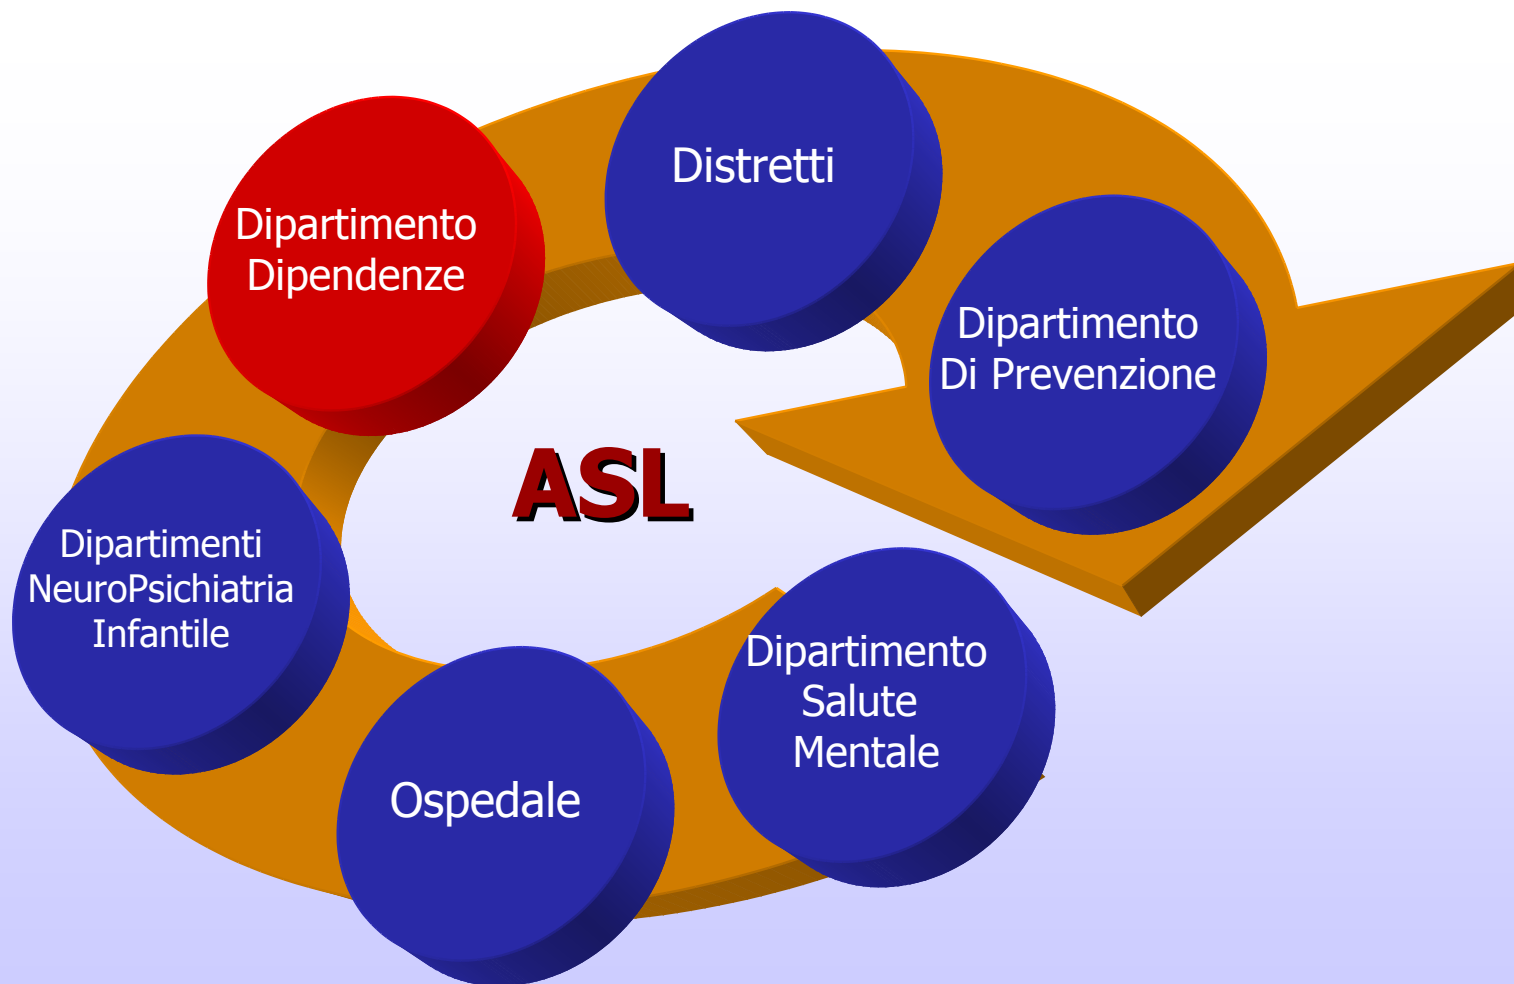 Distretti
Dipartimento
Dipendenze
Dipartimento
Di Prevenzione
ASL
Dipartimenti
NeuroPsichiatria
Infantile
Dipartimento
Salute
Mentale
Ospedale